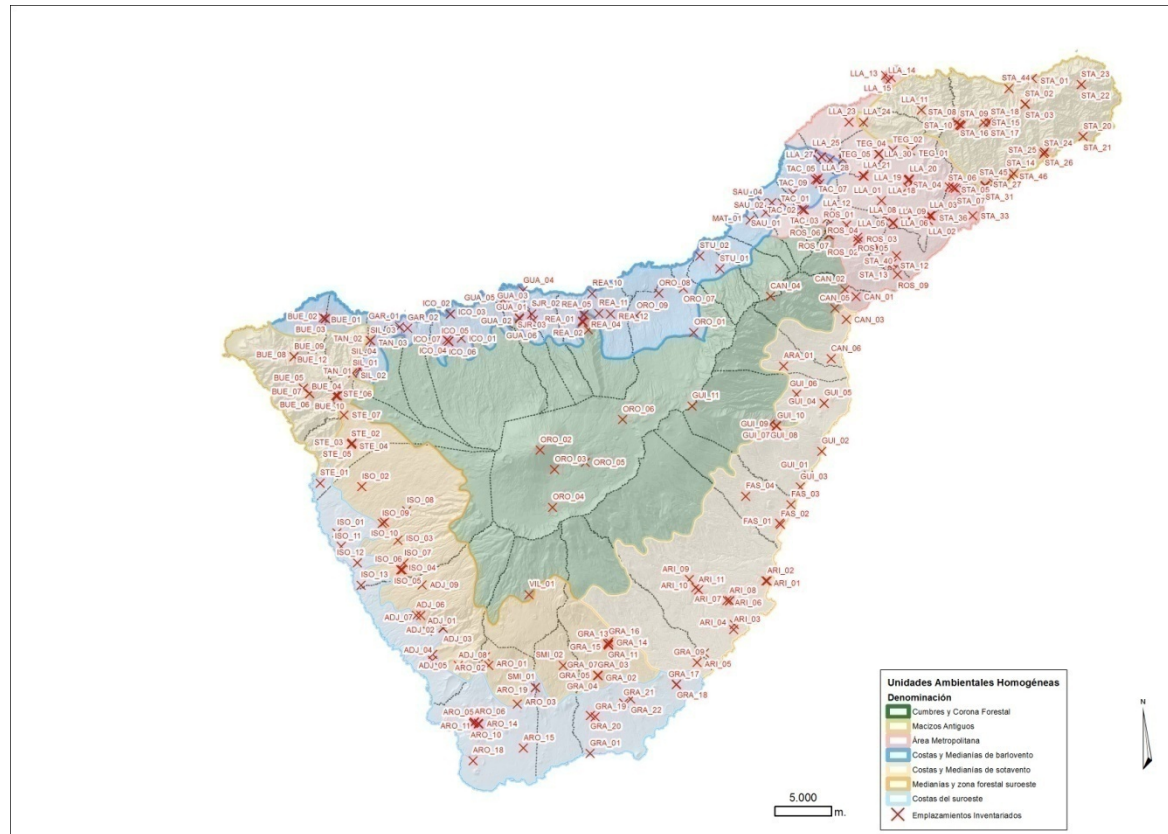 LLA_13
LLA_14
LLA_15
STA_44
STA_01
STA_23
STA_22
LLA_11
STA_02
STA_08
STA_09
STA_18
STA_03
STA_10
STA_15
STA_16
STA_17
LLA_23
LLA_24
STA_20
STA_21
LLA_25
TEG_04
TEG_02
TEG_01
LLA_27
TEG_05
LLA_30
LLA_28
STA_25
STA_24
STA_14
STA_26
TAC_05
LLA_21
LLA_20
LLA_19
LLA_18
STA_04
STA_06
STA_05
STA_45
STA_46
STA_27
TAC_09
TAC_07
LLA_01
STA_07
STA_31
SAU_04
SAU_02
TAC_01
TAC_02
LLA_12
LLA_08
LLA_09
LLA_03
STA_36
STA_33
MAT_01
SAU_01
TAC_03
ROS_01
LLA_06
LLA_02
ROS_06
ROS_04
ROS_03
ROS_07
ROS_02
ROS_05
STU_02
STU_01
STA_40
STA_12
STA_13
ROS_09
GUA_04
REA_10
ORO_08
ORO_07
CAN_04
CAN_02
CAN_01
CAN_05
CAN_03
ICO_02
GUA_05
GUA_03
GUA_01
SJR_02
REA_05
REA_11
ORO_09
BUE_02
BUE_01
GAR_01
GAR_02
ICO_03
GUA_02
SJR_03
REA_01
REA_12
REA_04
REA_02
ORO_01
BUE_03
SIL_03
TAN_02
TAN_03
ICO_07
ICO_05
ICO_01
ICO_04
ICO_06
GUA_06
BUE_09
BUE_08
BUE_12
SIL_04
SIL_01
TAN_01
SIL_02
CAN_06
ARA_01
BUE_05
BUE_07
BUE_04
STE_06
BUE_06
BUE_10
STE_07
GUI_06
GUI_04
GUI_05
GUI_11
GUI_10
GUI_09
GUI_07
GUI_08
ORO_06
STE_02
STE_03
STE_04
STE_05
ORO_02
ORO_03
ORO_05
GUI_02
GUI_01
GUI_03
STE_01
ISO_02
ORO_04
FAS_04
FAS_03
FAS_02
FAS_01
ISO_08
ISO_09
ISO_01
ISO_10
ISO_11
ISO_03
ISO_12
ISO_07
ISO_06
ISO_04
ISO_13
ISO_05
ADJ_09
VIL_01
ARI_09
ARI_11
ARI_10
ARI_02
ARI_01
ARI_08
ARI_07
ARI_06
ARI_04
ARI_03
ARI_05
ADJ_06
ADJ_07
ADJ_01
ADJ_02
ADJ_03
ADJ_04
ADJ_05
ADJ_08
ARO_02
GRA_13
GRA_16
GRA_15
GRA_14
GRA_11
GRA_09
SMI_02
GRA_07
GRA_03
GRA_05
GRA_02
GRA_04
SMI_01
GRA_17
GRA_18
ARO_19
ARO_03
GRA_21
GRA_22
GRA_19
GRA_20
ARO_05
ARO_06
ARO_11
ARO_14
ARO_10
ARO_15
ARO_18
GRA_01
Unidades Ambientales Homogéneas
Denominación
Cumbres y Corona Forestal
Macizos Antiguos
Área Metropolitana
Costas y Medianías de barlovento
Costas y Medianías de sotavento
Medianías y zona forestal suroeste
Costas del suroeste
Emplazamientos Inventariados
5.000
m.
N